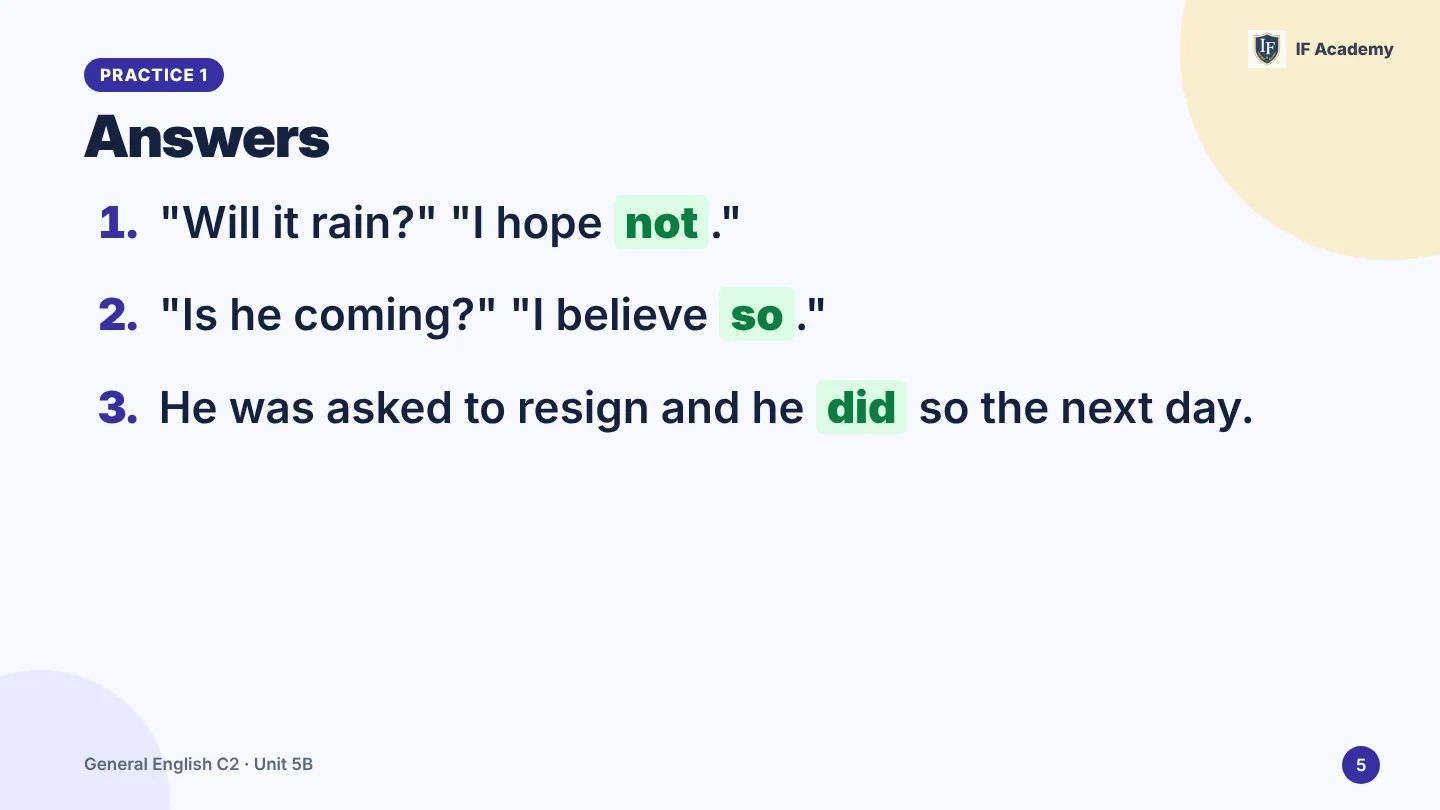 IF
IF Academy
PRACTICE 1
Answers
1. "Will it rain?" "I hope not."
2. "Is he coming?" "I believe so."
3. He was asked to resign and he did so the next day.
General English C2 · Unit 5B
5